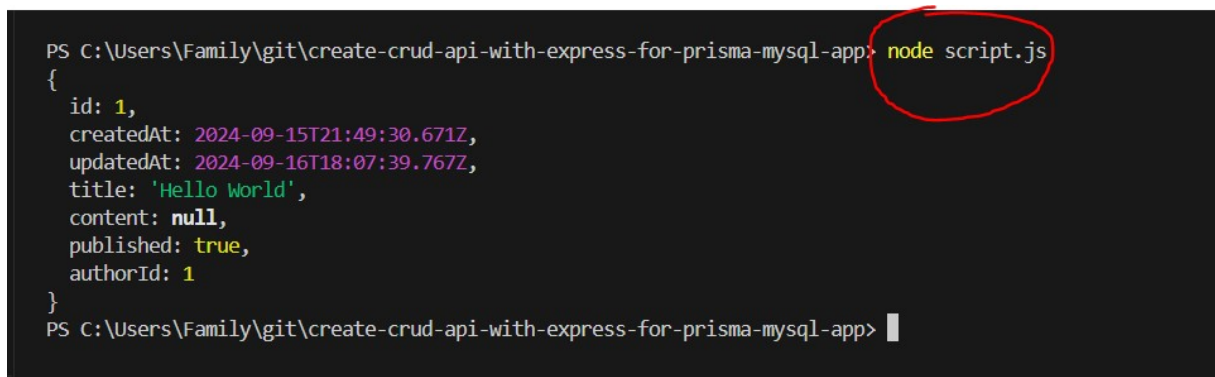 PS C:\Users\Family\git\create-crud-api-with-express-for-prisma-mysql-app> node script.js
{
  id: 1,
  createdAt: 2024-09-15T21:49:30.671Z,
  updatedAt: 2024-09-16T18:07:39.767Z,
  title: 'Hello World',
  content: null,
  published: true,
  authorId: 1
}
PS C:\Users\Family\git\create-crud-api-with-express-for-prisma-mysql-app>